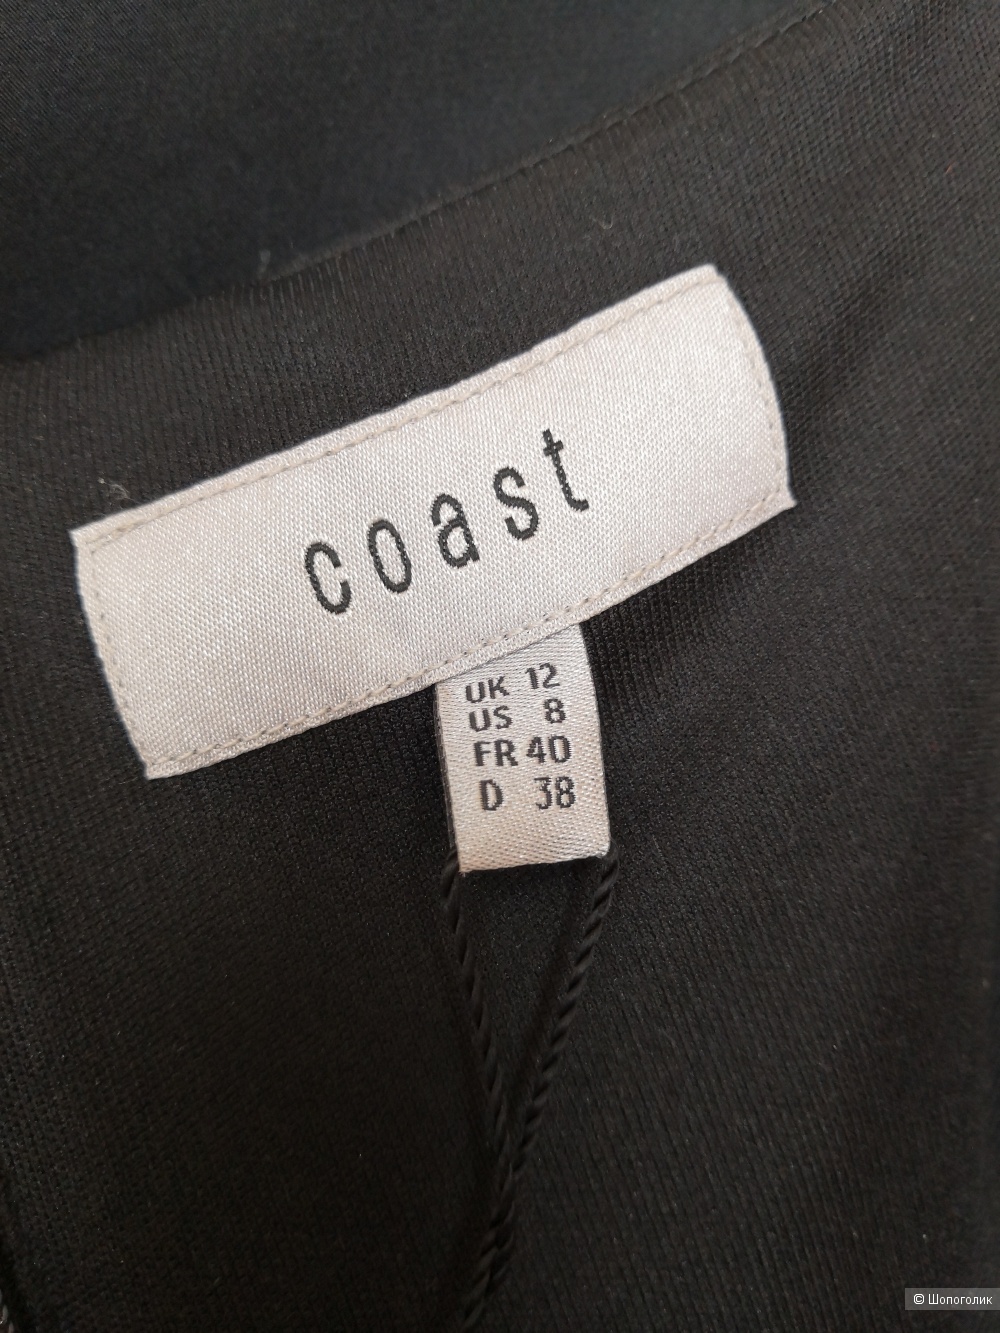 coast
UK 12
US 8
FR 40
D 38
© Шопоголик